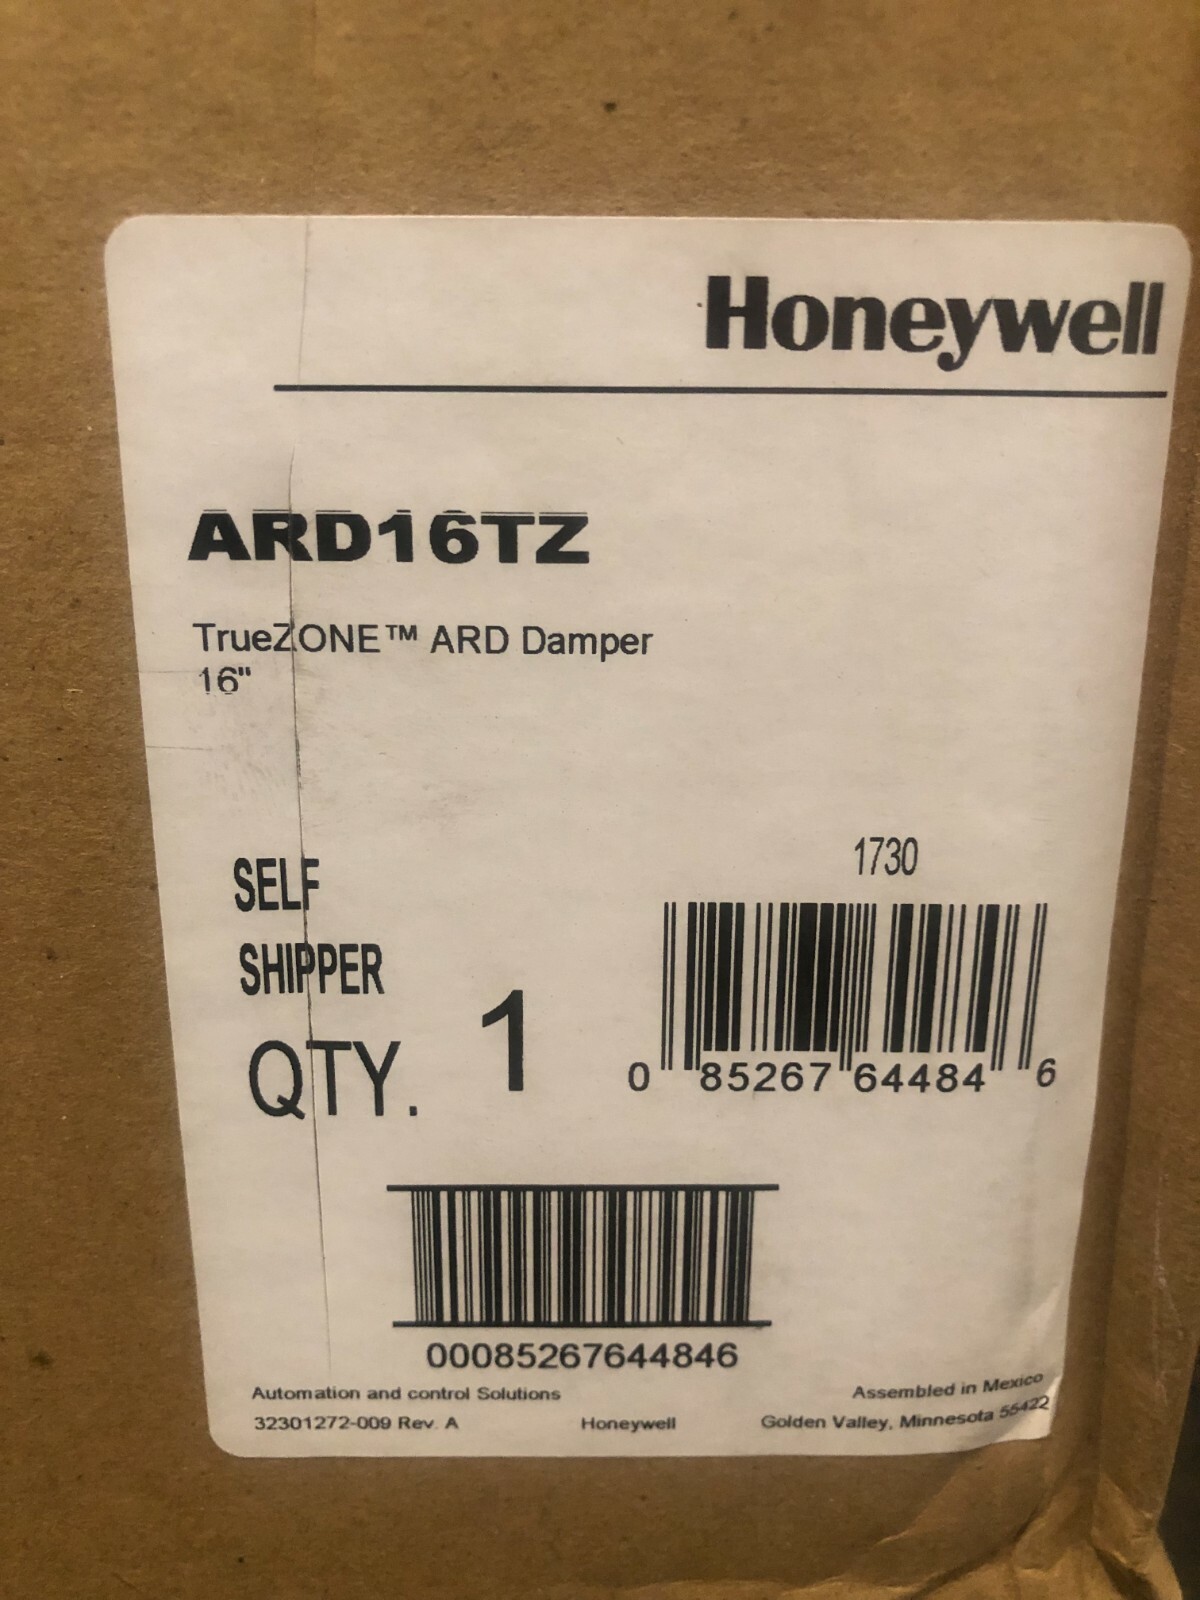 Honeywell
ARD16TZ
TrueZONE™ ARD Damper
16"
SELF
SHIPPER
QTY. 1
1730
0 85267 64484 6
00085267644846
Automation and control Solutions
Assembled in Mexico
32301272-009 Rev. A
Honeywell
Golden Valley, Minnesota 55422